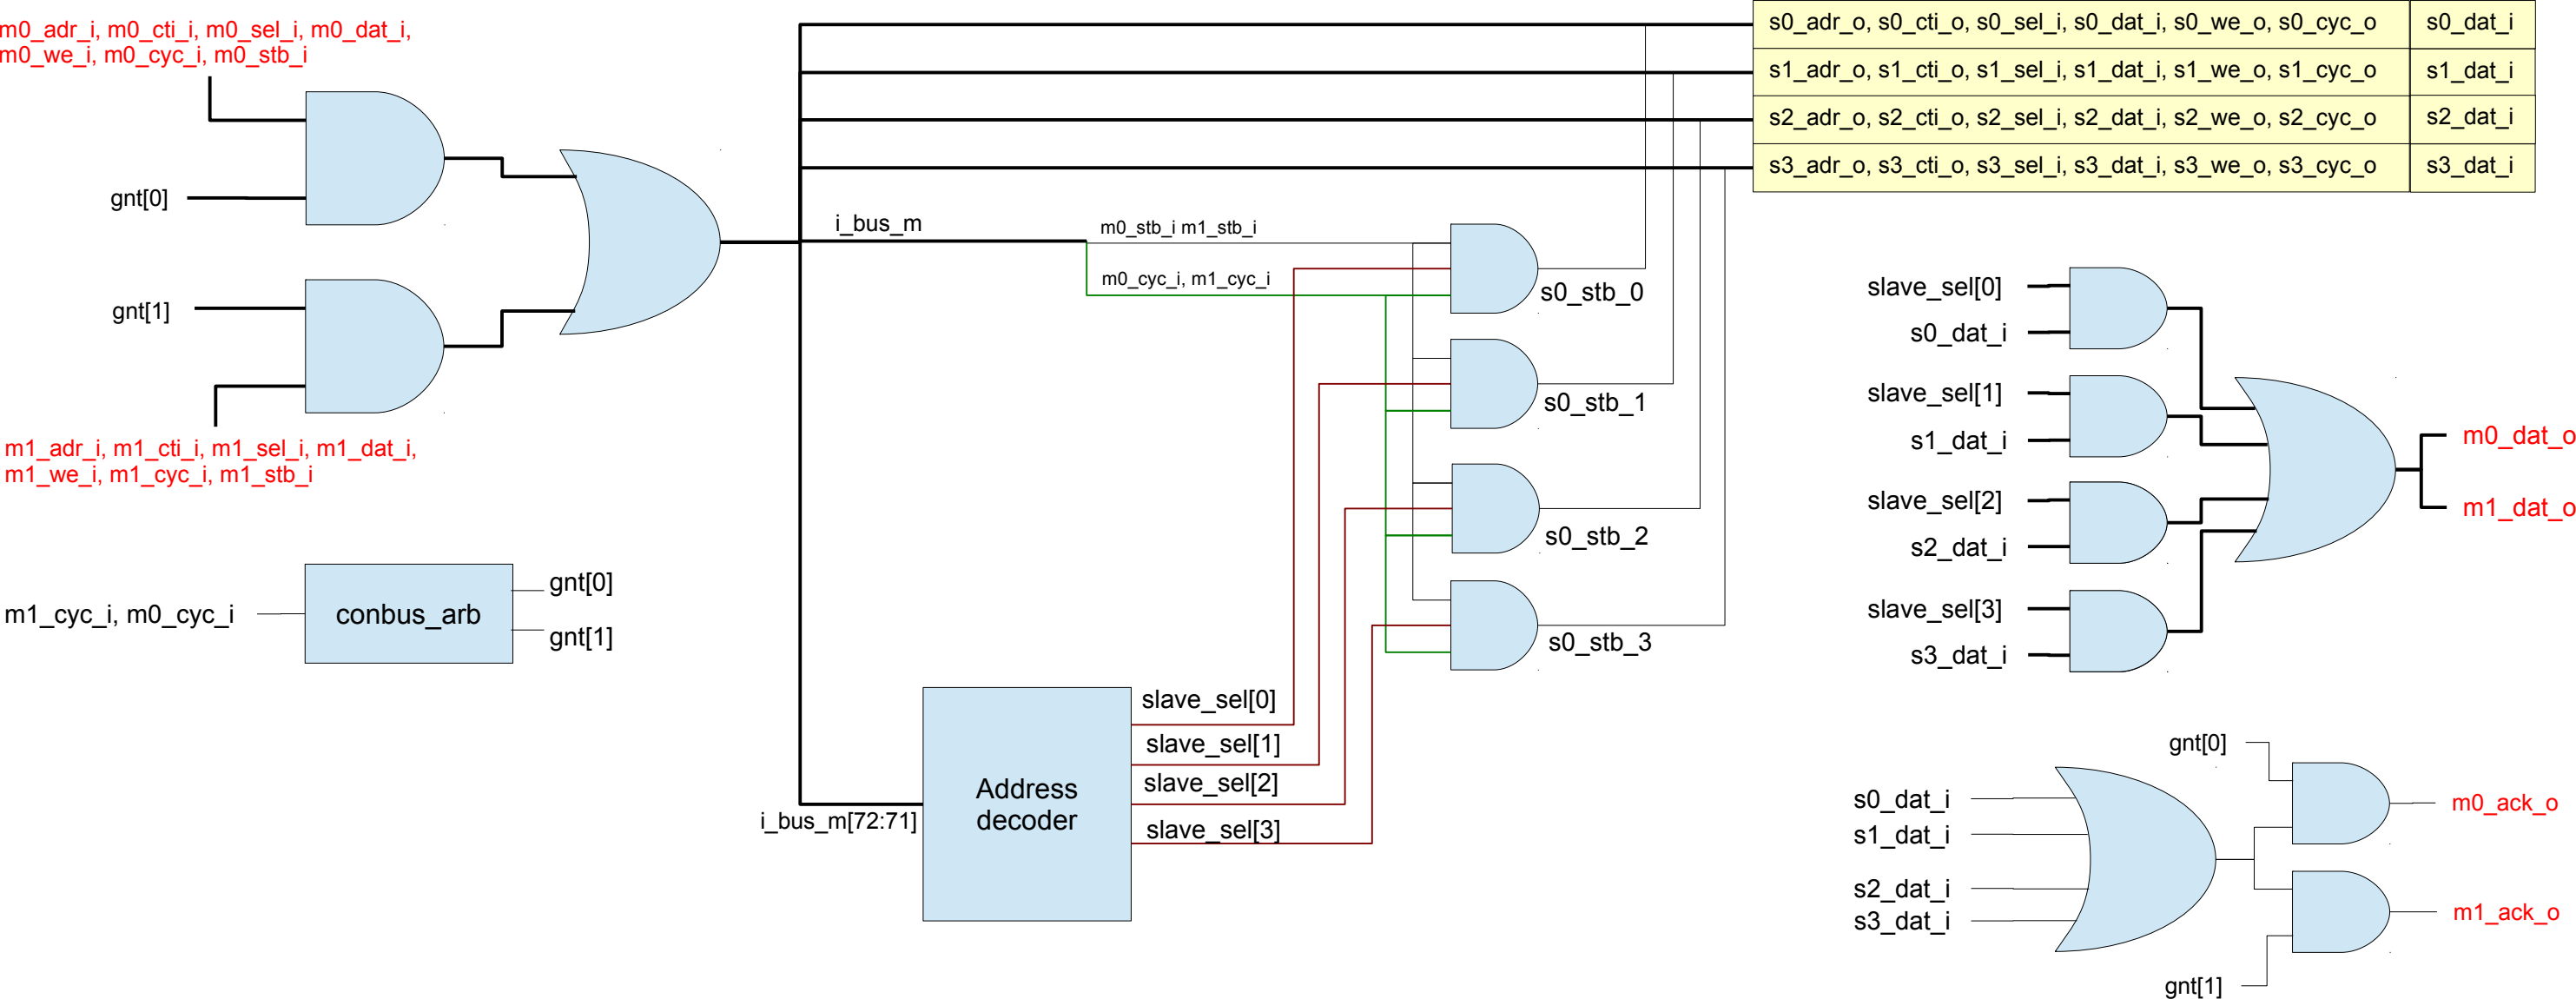 m0_adr_i, m0_cti_i, m0_sel_i, m0_dat_i,
m0_we_i, m0_cyc_i, m0_stb_i
gnt[0]
gnt[1]
m1_adr_i, m1_cti_i, m1_sel_i, m1_dat_i,
m1_we_i, m1_cyc_i, m1_stb_i
m1_cyc_i, m0_cyc_i
conbus_arb
gnt[0]
gnt[1]
i_bus_m
m0_stb_i m1_stb_i
m0_cyc_i, m1_cyc_i
s0_stb_0
s0_stb_1
s0_stb_2
s0_stb_3
i_bus_m[72:71]
Address
decoder
slave_sel[0]
slave_sel[1]
slave_sel[2]
slave_sel[3]
s0_adr_o, s0_cti_o, s0_sel_i, s0_dat_i, s0_we_o, s0_cyc_o s0_dat_i
s1_adr_o, s1_cti_o, s1_sel_i, s1_dat_i, s1_we_o, s1_cyc_o s1_dat_i
s2_adr_o, s2_cti_o, s2_sel_i, s2_dat_i, s2_we_o, s2_cyc_o s2_dat_i
s3_adr_o, s3_cti_o, s3_sel_i, s3_dat_i, s3_we_o, s3_cyc_o s3_dat_i
slave_sel[0]
s0_dat_i
slave_sel[1]
s1_dat_i
slave_sel[2]
s2_dat_i
slave_sel[3]
s3_dat_i
m0_dat_o
m1_dat_o
gnt[0]
s0_dat_i
s1_dat_i
s2_dat_i
s3_dat_i
gnt[1]
m0_ack_o
m1_ack_o